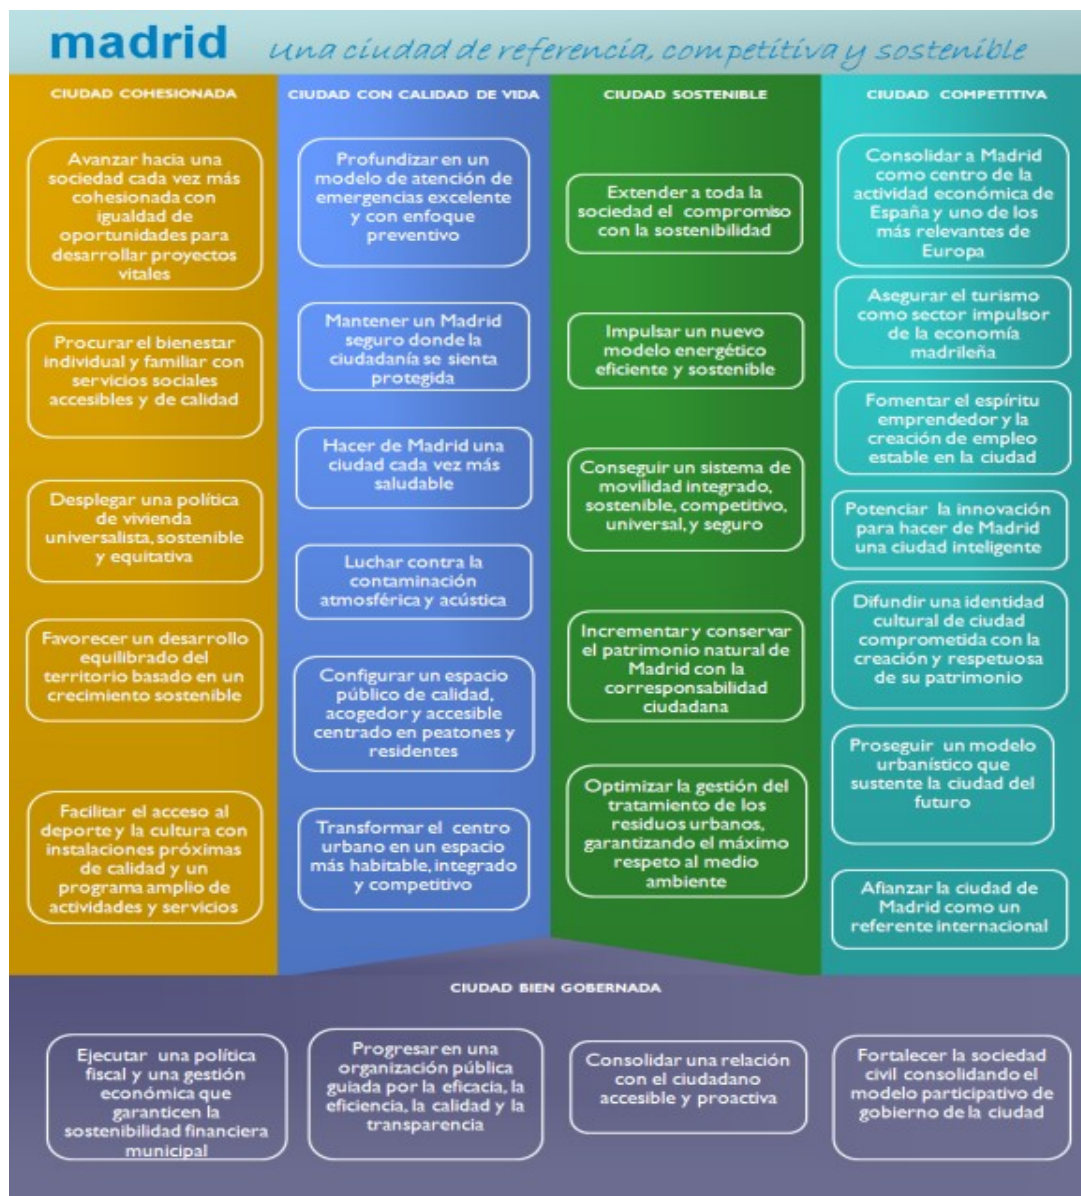 madrid una ciudad de referencia, competitiva y sostenible
CIUDAD COHESIONADA
Avanzar hacia una
sociedad cada vez más
cohesionada con
igualdad de
oportunidades para
desarrollar proyectos
vitales
Procurar el bienestar
individual y familiar con
servicios sociales
accesibles y de calidad
Desplegar una política
de vivienda
universalista, sostenible
y equitativa
Favorecer un desarrollo
equilibrado del
territorio basado en un
crecimiento sostenible
Facilitar el acceso al
deporte y la cultura con
instalaciones próximas
de calidad y un
programa amplio de
actividades y servicios
CIUDAD CON CALIDAD DE VIDA
Profundizar en un
modelo de atención de
emergencias excelente
y con enfoque
preventivo
Mantener un Madrid
seguro donde la
ciudadanía se sienta
protegida
Hacer de Madrid una
ciudad cada vez más
saludable
Luchar contra la
contaminación
atmosférica y acústica
Configurar un espacio
público de calidad,
acogedor y accesible
centrado en peatones y
residentes
Transformar el centro
urbano en un espacio
más habitable, integrado
y competitivo
CIUDAD SOSTENIBLE
Extender a toda la
sociedad el compromiso
con la sostenibilidad
Impulsar un nuevo
modelo energético
eficiente y sostenible
Conseguir un sistema de
movilidad integrado,
sostenible, competitivo,
universal, y seguro
Incrementar y conservar
el patrimonio natural de
Madrid con la
corresponsabilidad
ciudadana
Optimizar la gestión del
tratamiento de los
residuos urbanos,
garantizando el máximo
respeto al medio
ambiente
CIUDAD COMPETITIVA
Consolidar a Madrid
como centro de la
actividad económica de
España y uno de los
más relevantes de
Europa
Asegurar el turismo
como sector impulsor
de la economía
madrileña
Fomentar el espíritu
emprendedor y la
creación de empleo
estable en la ciudad
Potenciar la innovación
para hacer de Madrid
una ciudad inteligente
Difundir una identidad
cultural de ciudad
comprometida con la
creación y respetuosa
de su patrimonio
Proseguir un modelo
urbanístico que
sustente la ciudad del
futuro
Afianzar la ciudad de
Madrid como un
referente internacional
CIUDAD BIEN GOBERNADA
Ejecutar una política
fiscal y una gestión
económica que
garanticen la
sostenibilidad financiera
municipal
Progresar en una
organización pública
guiada por la eficacia, la
eficiencia, la calidad y la
transparencia
Consolidar una relación
con el ciudadano
accesible y proactiva
Fortalecer la sociedad
civil consolidando el
modelo participativo de
gobierno de la ciudad